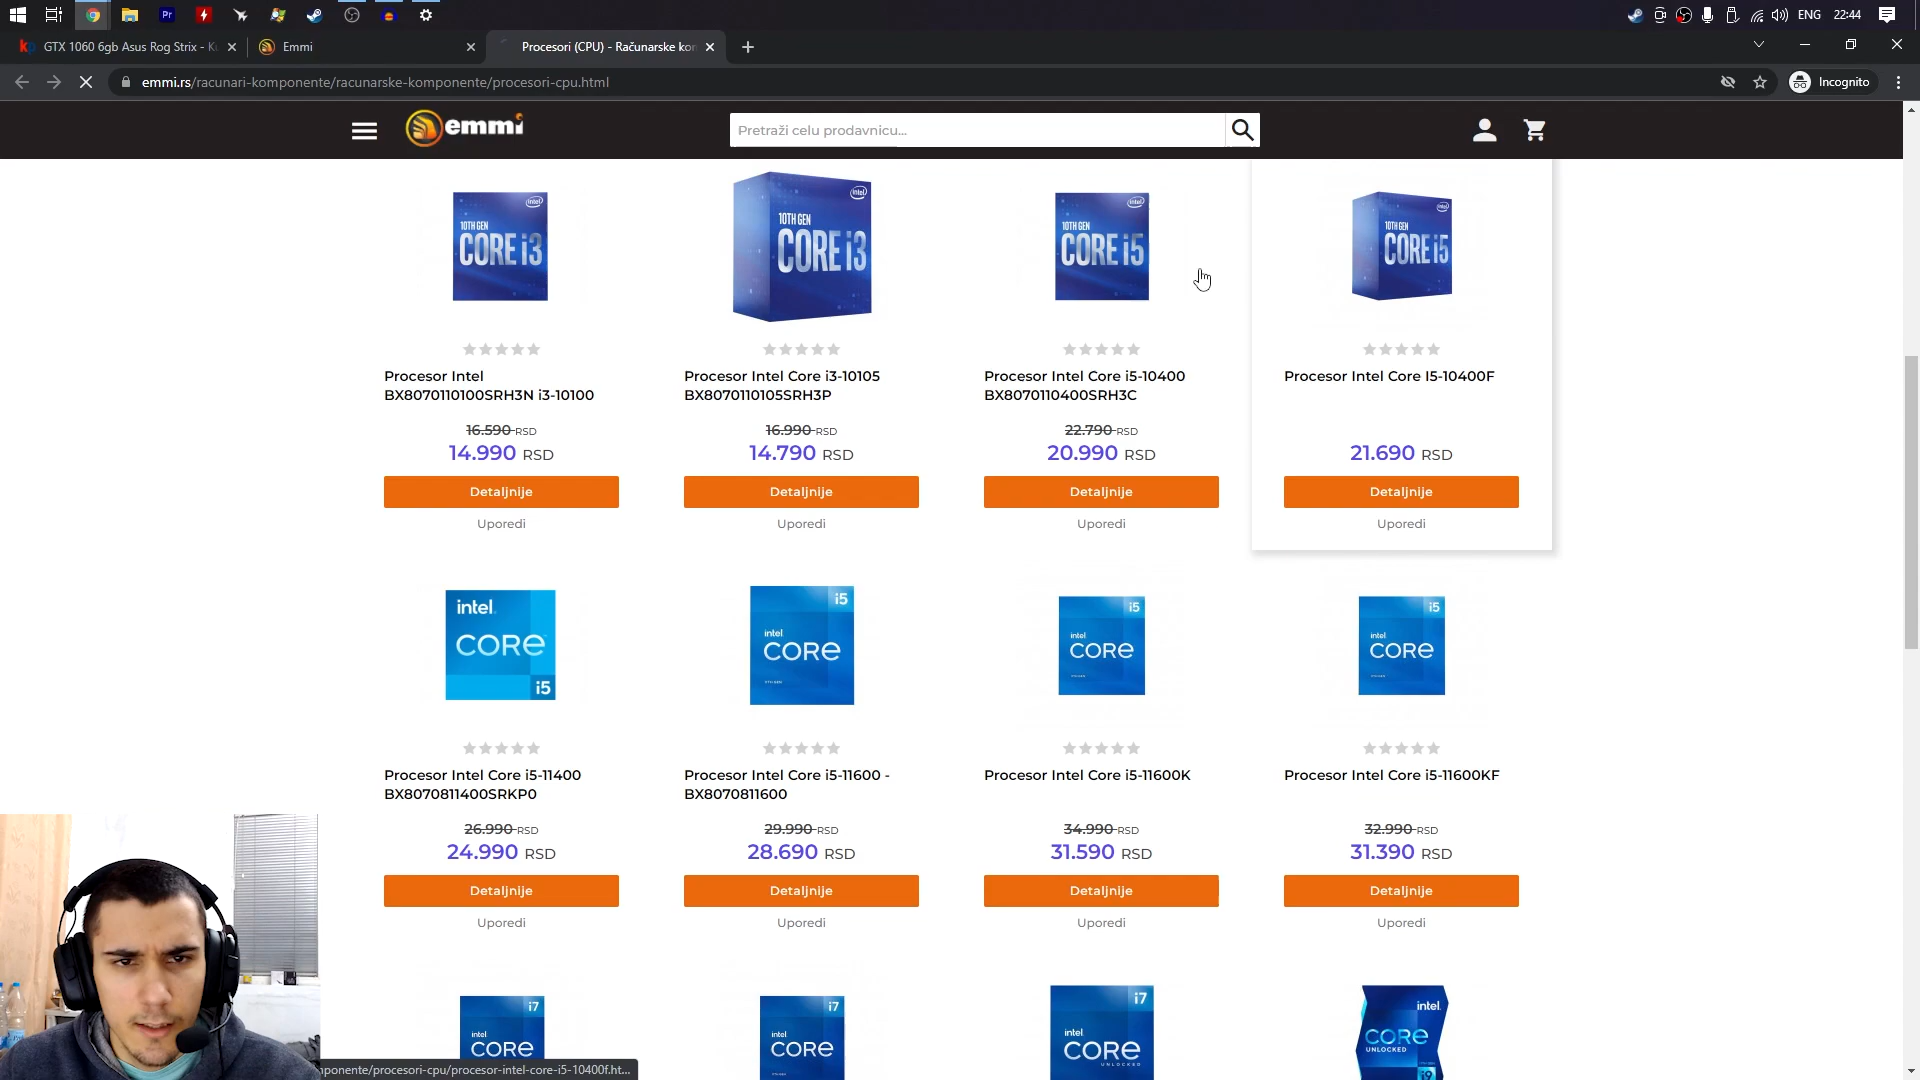 Pr
ENG 22:44
GTX 1060 6gb Asus Rog Strix - K
Emmi
Procesori (CPU) - Računarske kor
emmi.rs/racunari-komponente/racunarske-komponente/procesori-cpu.html
Incognito
emmi
Pretraži celu prodavnicu...
intel
10TH GEN
CORE i3
intel
10TH GEN
CORE i3
intel
10TH GEN
CORE i5
intel
10TH GEN
CORE i5
Procesor Intel
BX8070110100SRH3N i3-10100
16.590 RSD
14.990 RSD
Detaljnije
Uporedi
Procesor Intel Core i3-10105
BX8070110105SRH3P
16.990 RSD
14.790 RSD
Detaljnije
Uporedi
Procesor Intel Core i5-10400
BX8070110400SRH3C
22.790 RSD
20.990 RSD
Detaljnije
Uporedi
Procesor Intel Core I5-10400F
21.690 RSD
Detaljnije
Uporedi
intel
CORE
i5
i5
intel
CORE
i5
intel
CORE
i5
intel
CORE
Procesor Intel Core i5-11400
BX8070811400SRKP0
26.990 RSD
24.990 RSD
Detaljnije
Uporedi
Procesor Intel Core i5-11600 -
BX8070811600
29.990 RSD
28.690 RSD
Detaljnije
Uporedi
Procesor Intel Core i5-11600K
34.990 RSD
31.590 RSD
Detaljnije
Uporedi
Procesor Intel Core i5-11600KF
32.990 RSD
31.390 RSD
Detaljnije
Uporedi
i7
intel
CORE
i7
intel
CORE
i7
intel
CORE
UNLOCKED
intel
CORE
UNLOCKED
i9
ponente/procesori-cpu/procesor-intel-core-i5-10400f.ht...